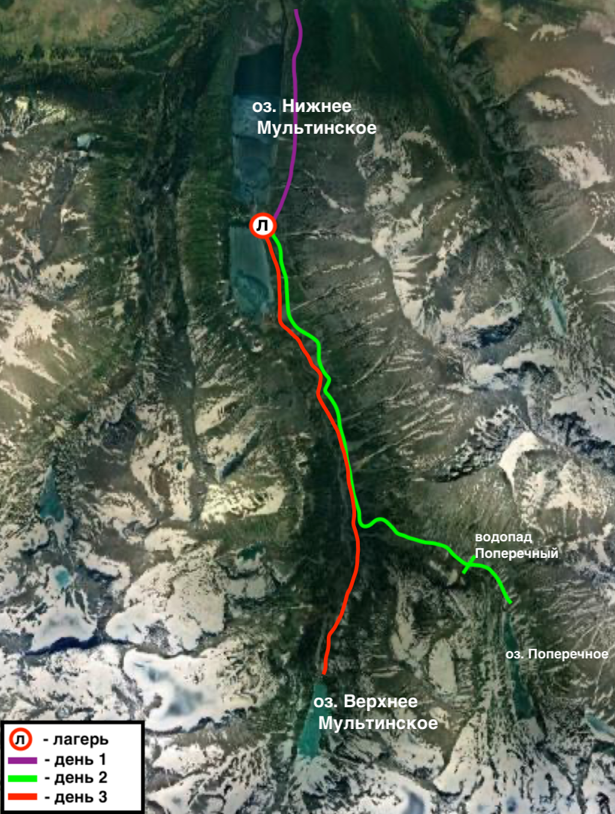 оз. Нижнее
Мультинское
Л
водопад
Поперечный
оз. Поперечное
оз. Верхнее
Мультинское
Л - лагерь
- день 1
- день 2
- день 3